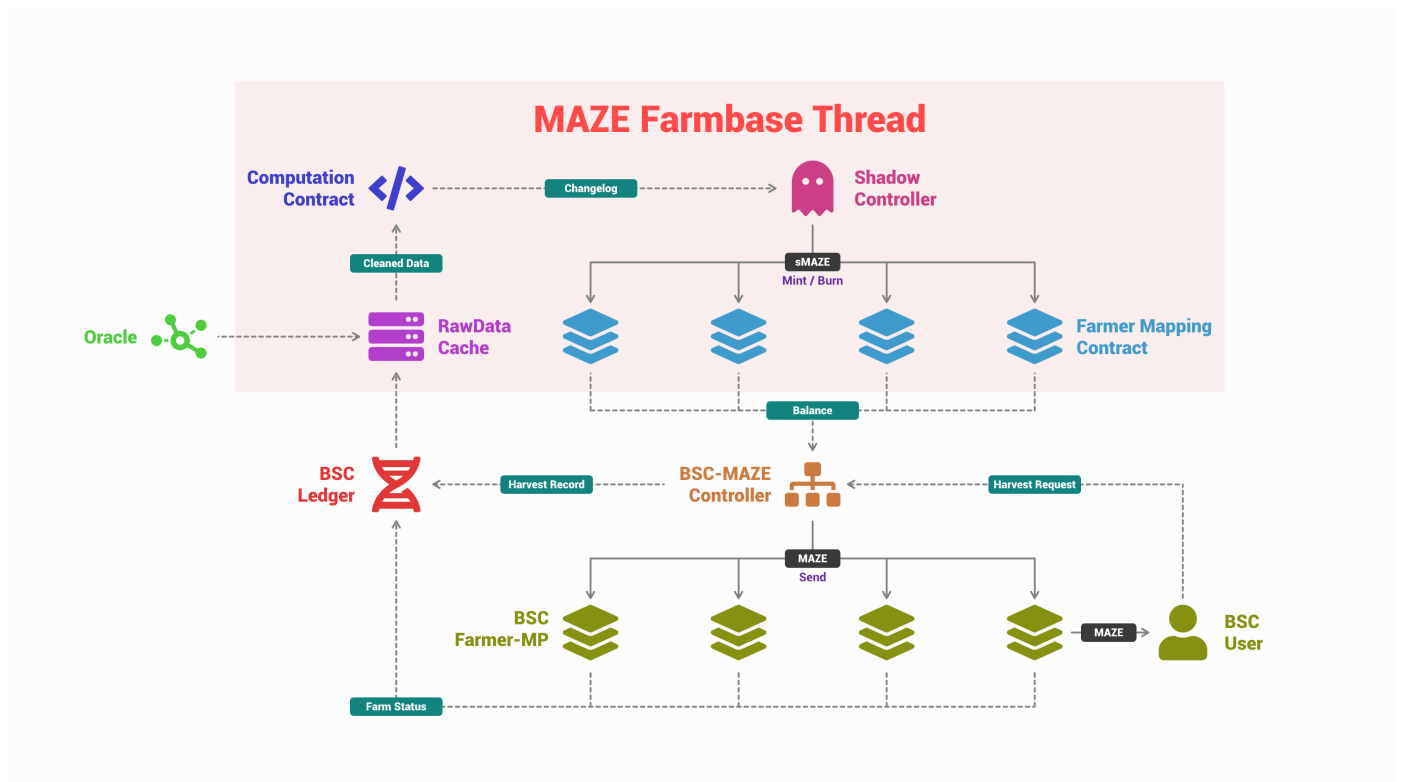 MAZE Farmbase Thread
Computation
Contract
Changelog
Shadow
Controller
Cleaned Data
sMAZE
Mint / Burn
Oracle
RawData
Cache
Farmer Mapping
Contract
Balance
BSC
Ledger
Harvest Record
BSC-MAZE
Controller
Harvest Request
MAZE
Send
BSC
Farmer-MP
MAZE
BSC
User
Farm Status